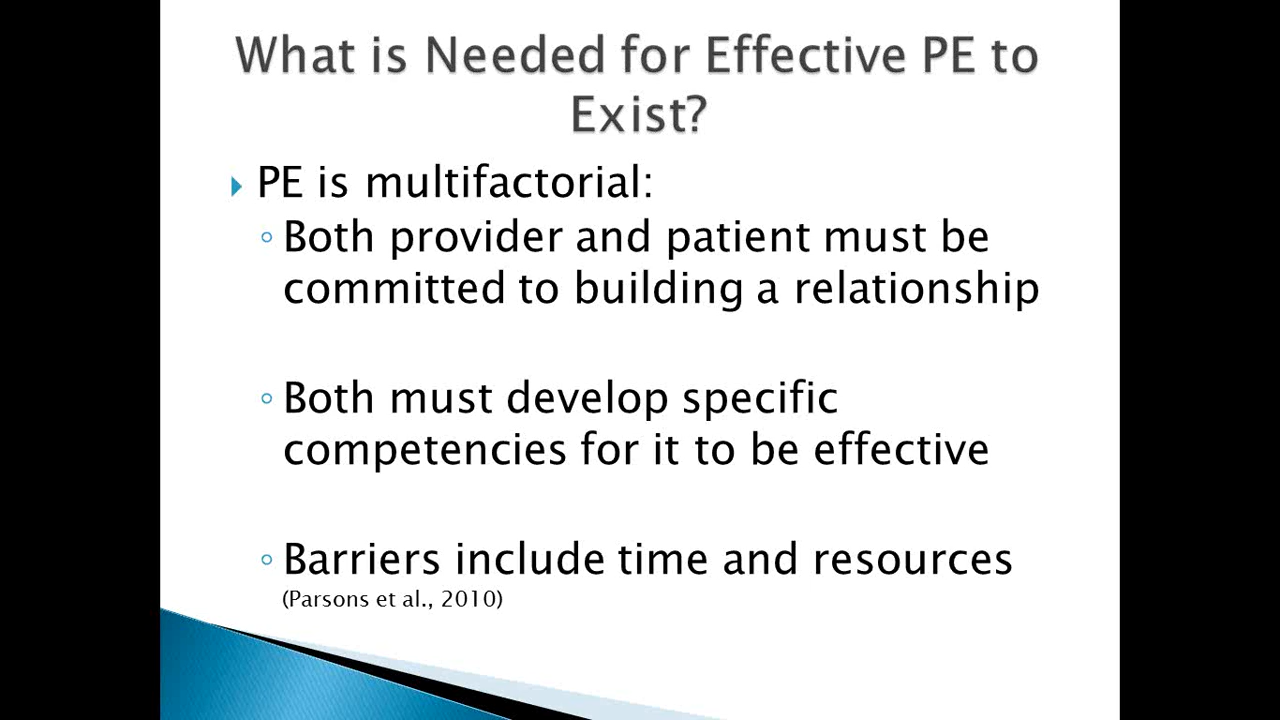 What is Needed for Effective PE to
Exist?
PE is multifactorial:
Both provider and patient must be
committed to building a relationship
Both must develop specific
competencies for it to be effective
Barriers include time and resources
(Parsons et al., 2010)